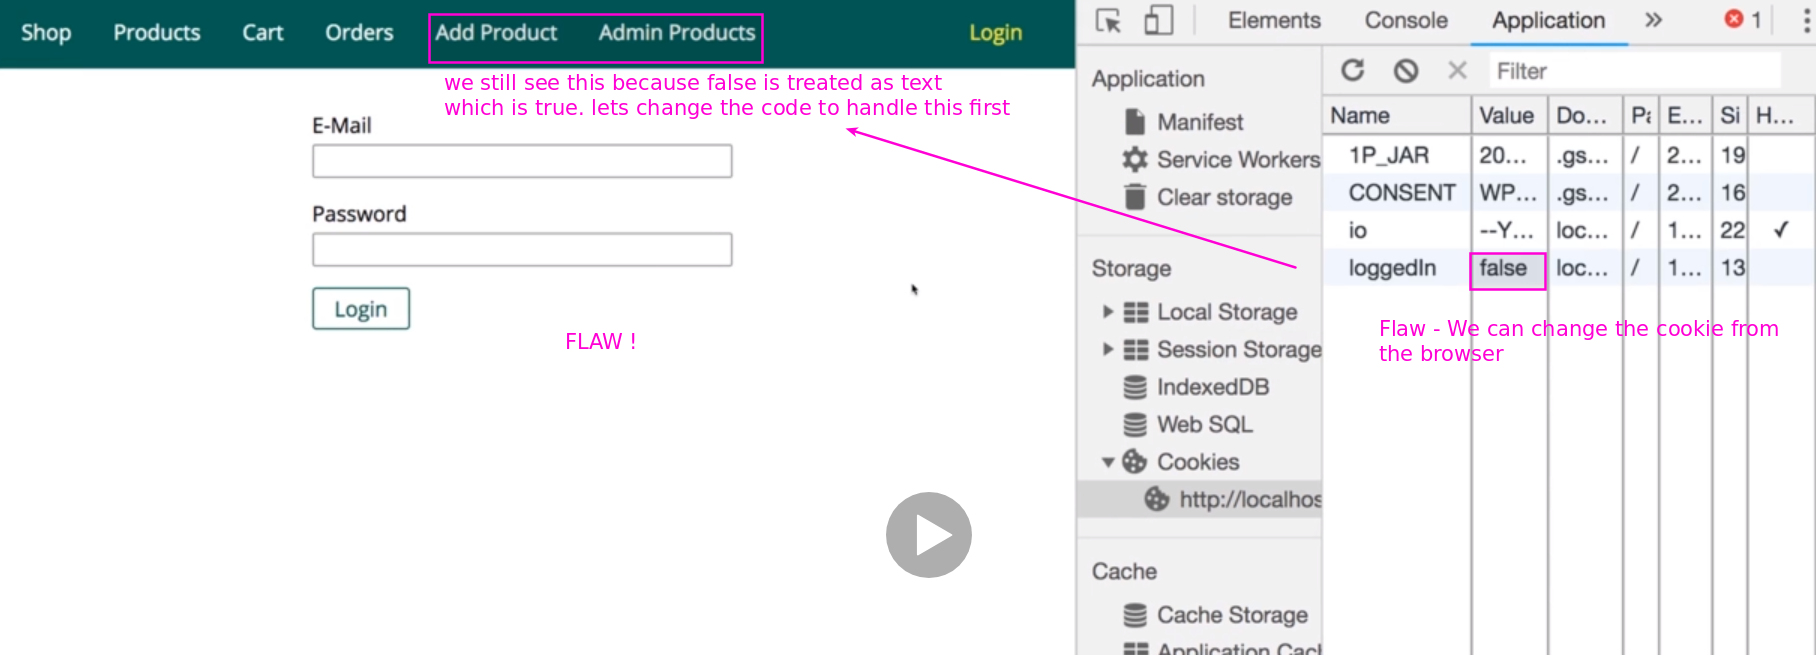 Shop Products Cart Orders Add Product Admin Products Login
we still see this because false is treated as text
which is true. lets change the code to handle this first
E-Mail
Password
Login
FLAW !
Elements Console Application » 1
Application
Manifest
Service Workers
Clear storage
Storage
Local Storage
Session Storage
IndexedDB
Web SQL
Cookies
http://localhos
Cache
Cache Storage
Application Cacl
Filter
Name Value Do... Pa E... Si H...
1P_JAR 20... .gs... / 2... 19
CONSENT WP... .gs... / 2... 16
io --Y... loc... / 1... 22 ✓
loggedIn false loc... / 1... 13
Flaw - We can change the cookie from
the browser